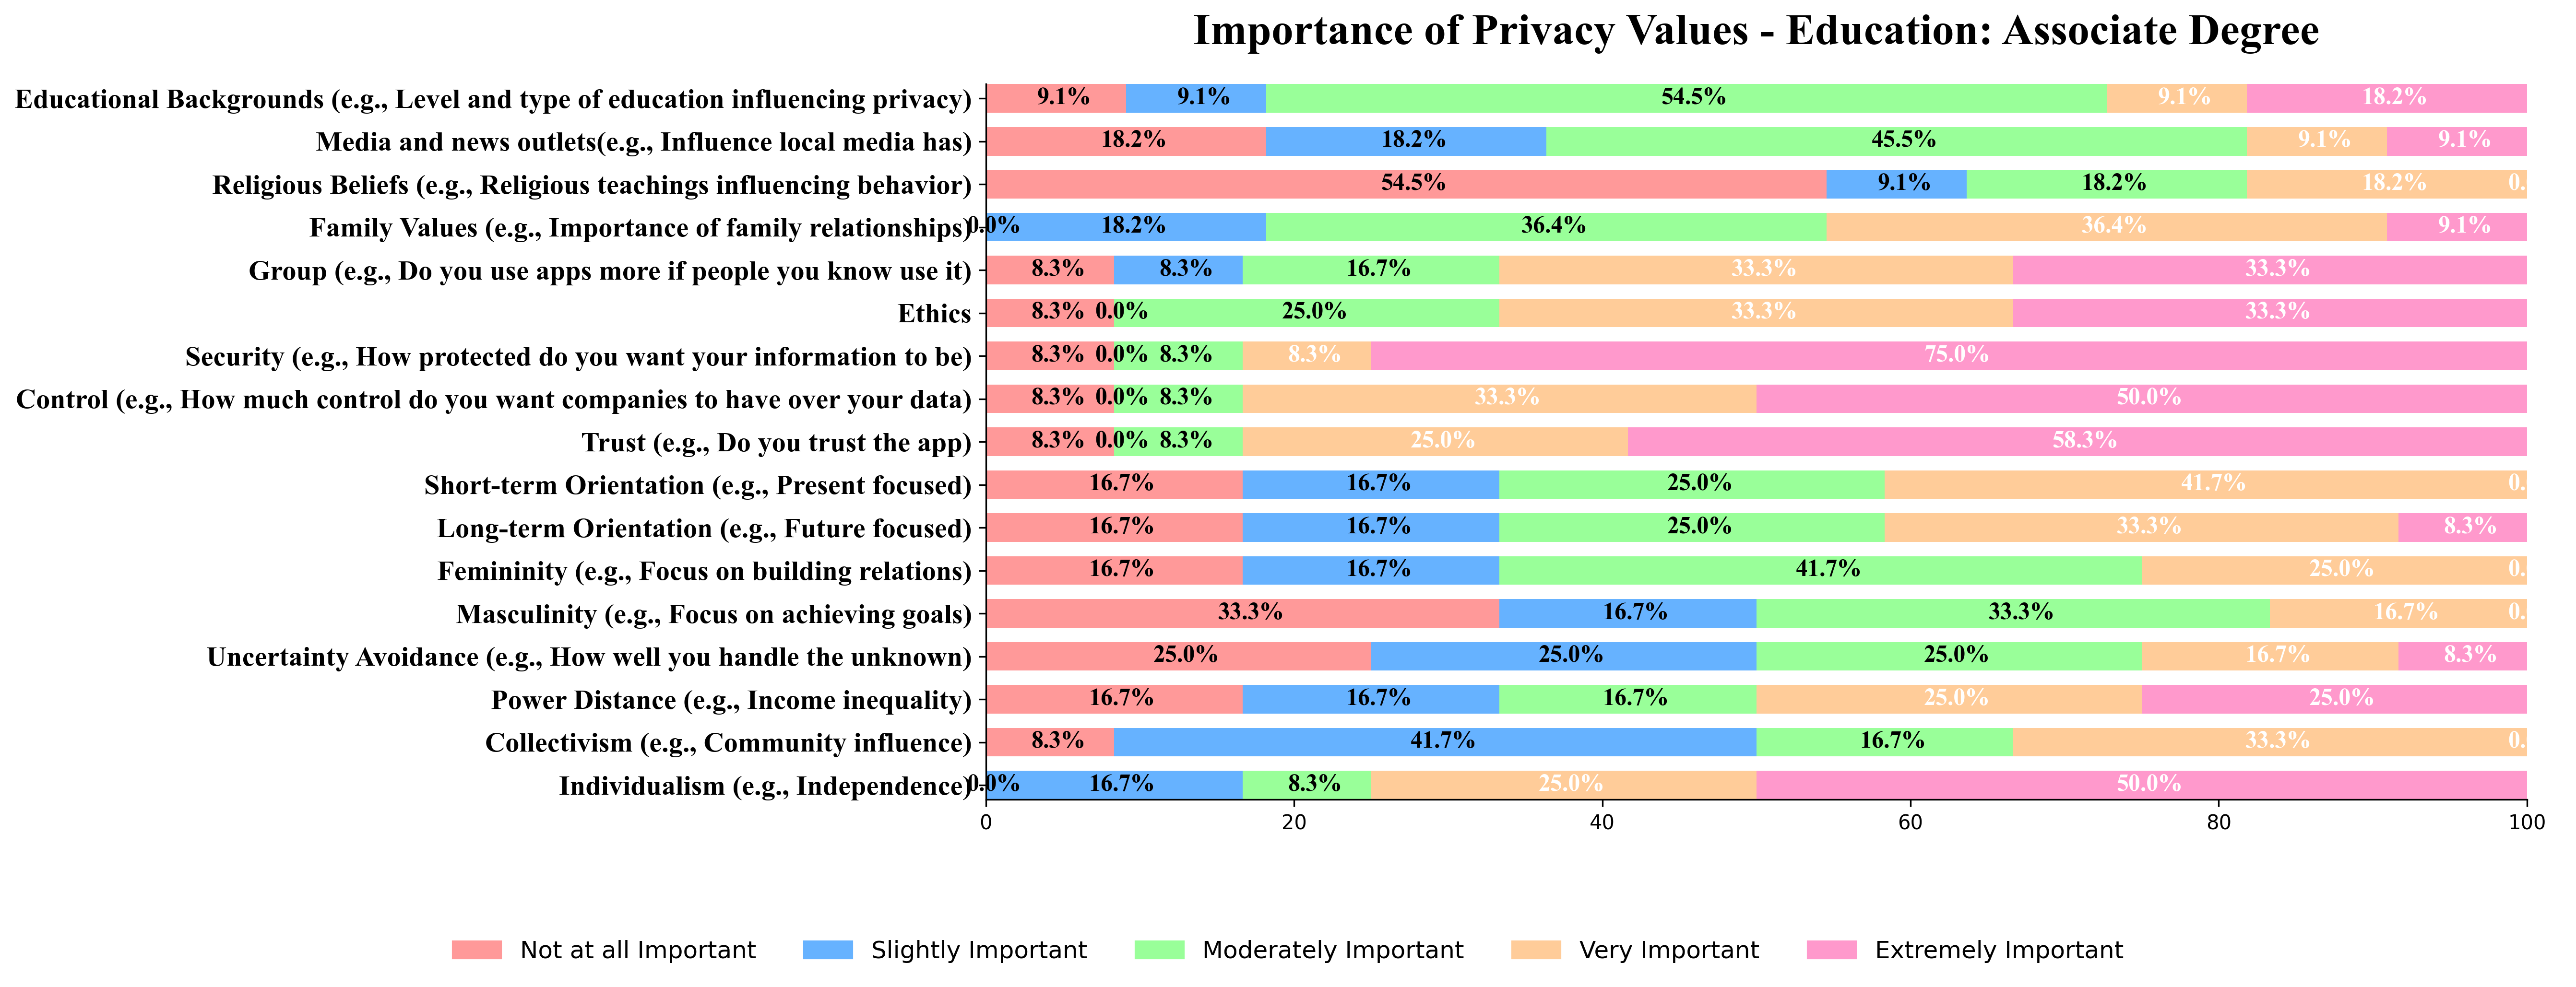 Importance of Privacy Values - Education: Associate Degree
Educational Backgrounds (e.g., Level and type of education influencing privacy) 9.1% 9.1% 54.5% 9.1% 18.2%
Media and news outlets(e.g., Influence local media has) 18.2% 18.2% 45.5% 9.1% 9.1%
Religious Beliefs (e.g., Religious teachings influencing behavior) 54.5% 9.1% 18.2% 18.2% 0.
Family Values (e.g., Importance of family relationships) 0.0% 18.2% 36.4% 36.4% 9.1%
Group (e.g., Do you use apps more if people you know use it) 8.3% 8.3% 16.7% 33.3% 33.3%
Ethics 8.3% 0.0% 25.0% 33.3% 33.3%
Security (e.g., How protected do you want your information to be) 8.3% 0.0% 8.3% 8.3% 75.0%
Control (e.g., How much control do you want companies to have over your data) 8.3% 0.0% 8.3% 33.3% 50.0%
Trust (e.g., Do you trust the app) 8.3% 0.0% 8.3% 25.0% 58.3%
Short-term Orientation (e.g., Present focused) 16.7% 16.7% 25.0% 41.7% 0.
Long-term Orientation (e.g., Future focused) 16.7% 16.7% 25.0% 33.3% 8.3%
Femininity (e.g., Focus on building relations) 16.7% 16.7% 41.7% 25.0% 0.
Masculinity (e.g., Focus on achieving goals) 33.3% 16.7% 33.3% 16.7% 0.
Uncertainty Avoidance (e.g., How well you handle the unknown) 25.0% 25.0% 25.0% 16.7% 8.3%
Power Distance (e.g., Income inequality) 16.7% 16.7% 16.7% 25.0% 25.0%
Collectivism (e.g., Community influence) 8.3% 41.7% 16.7% 33.3% 0.
Individualism (e.g., Independence) 0.0% 16.7% 8.3% 25.0% 50.0%
0 20 40 60 80 100
Not at all Important Slightly Important Moderately Important Very Important Extremely Important